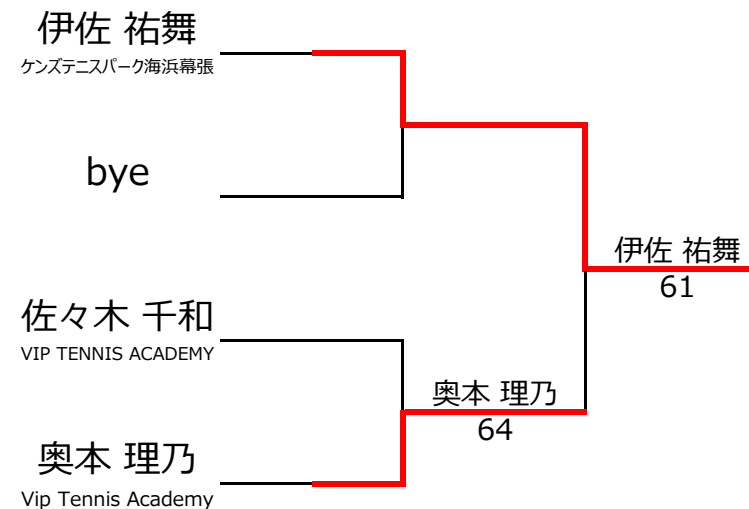 伊佐 祐舞
ケンズテニスパーク海浜幕張
bye
伊佐 祐舞
61
佐々木 千和
VIP TENNIS ACADEMY
奥本 理乃
64
奥本 理乃
Vip Tennis Academy